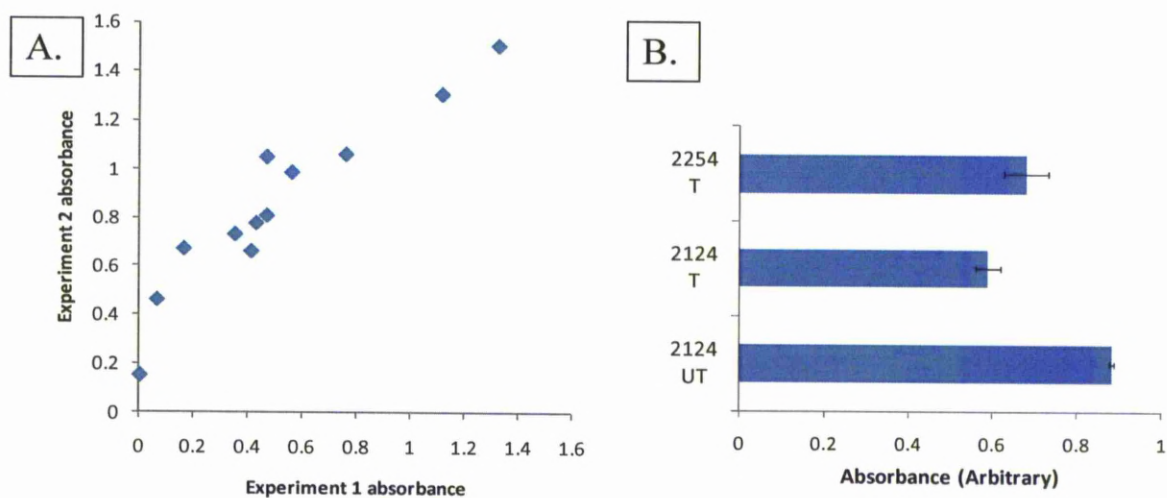 A.
1.6
1.4
1.2
1
0.8
0.6
0.4
0.2
0
Experiment 2 absorbance
0 0.2 0.4 0.6 0.8 1 1.2 1.4 1.6
Experiment 1 absorbance
B.
2254
T
2124
T
2124
UT
0 0.2 0.4 0.6 0.8 1
Absorbance (Arbitrary)